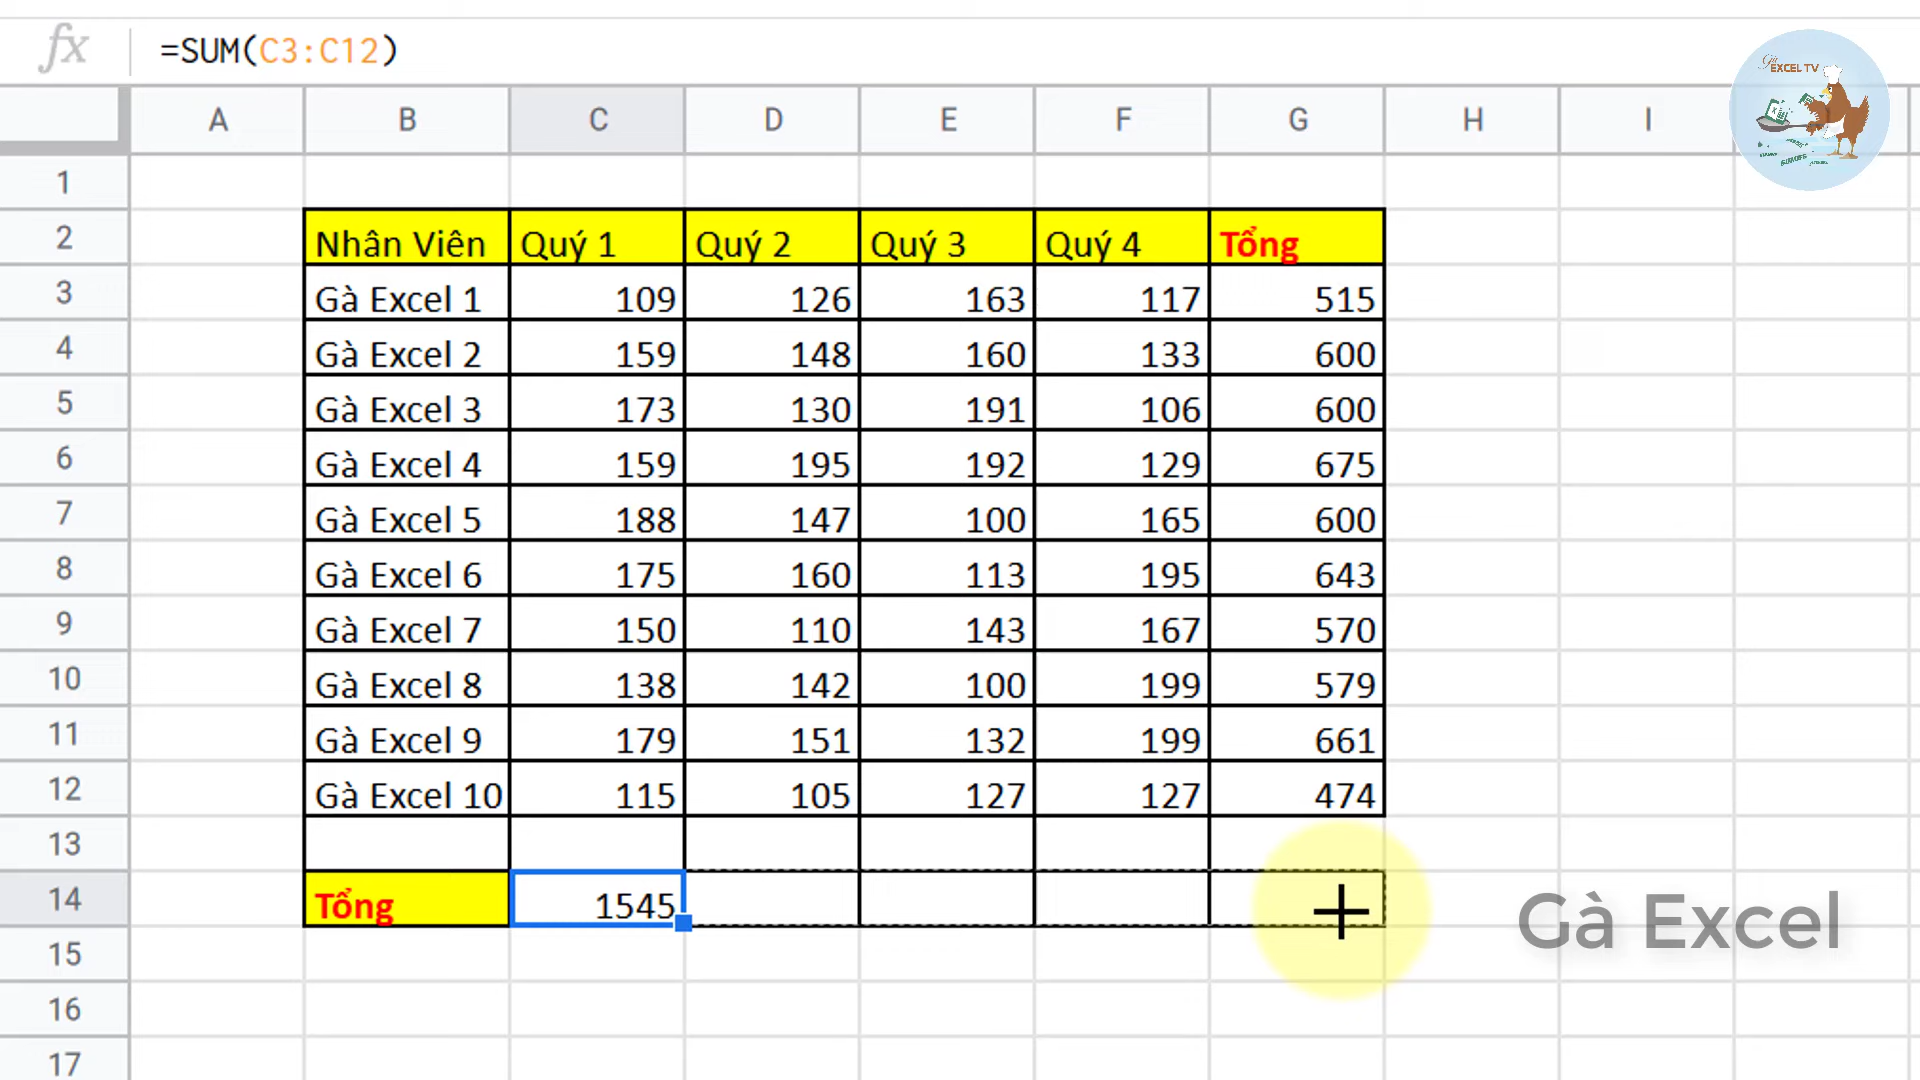 fx =SUM(C3:C12)
EXCEL TV
A B C D E F G H I
1
2 Nhân Viên Quý 1 Quý 2 Quý 3 Quý 4 Tổng
3 Gà Excel 1 109 126 163 117 515
4 Gà Excel 2 159 148 160 133 600
5 Gà Excel 3 173 130 191 106 600
6 Gà Excel 4 159 195 192 129 675
7 Gà Excel 5 188 147 100 165 600
8 Gà Excel 6 175 160 113 195 643
9 Gà Excel 7 150 110 143 167 570
10 Gà Excel 8 138 142 100 199 579
11 Gà Excel 9 179 151 132 199 661
12 Gà Excel 10 115 105 127 127 474
13
14 Tổng 1545
Gà Excel
15
16
17